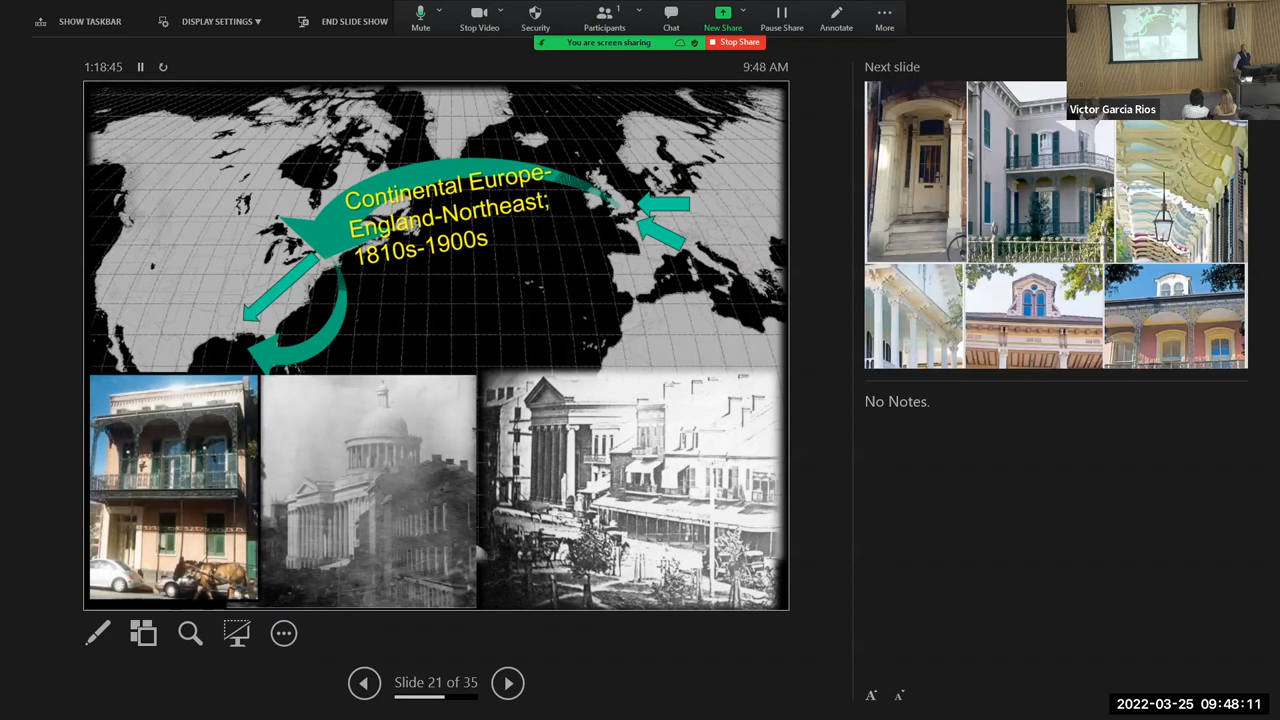 SHOW TASKBAR
DISPLAY SETTINGS ▾
END SLIDE SHOW
Mute
Stop Video
Security
Participants
1
Chat
New Share
Pause Share
Annotate
More
You are screen sharing
Stop Share
1:18:45
9:48 AM
Continental Europe-
England-Northeast;
1810s-1900s
Next slide
Victor Garcia Rios
No Notes.
Slide 21 of 35
A A
2022-03-25 09:48:11